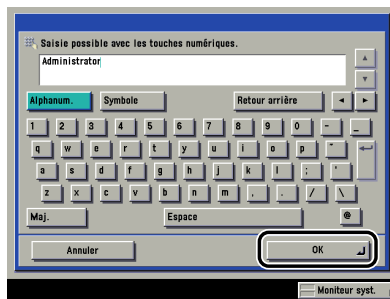 Saisie possible avec les touches numériques.
Administrator
Alphanum. Symbole Retour arrière
1 2 3 4 5 6 7 8 9 0 - _
q w e r t y u i o p
a s d f g h j k l ; '
z x c v b n m , . / \
Maj. Espace @
Annuler OK
Moniteur syst.